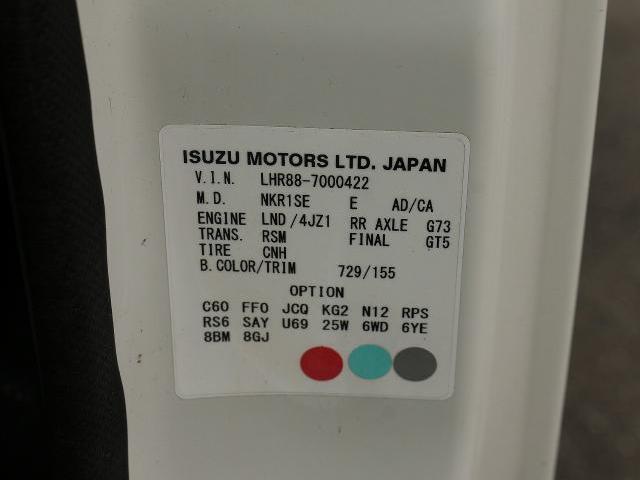 ISUZU MOTORS LTD. JAPAN
V.I.N. LHR88-7000422
M.D. NKR1SE E AD/CA
ENGINE LND/4JZ1 RR AXLE G73
TRANS. RSM FINAL GT5
TIRE CNH
B.COLOR/TRIM 729/155
OPTION
C60 FF0 JCQ KG2 N12 RPS
RS6 SAY U69 25W 6WD 6YE
8BM 8GJ